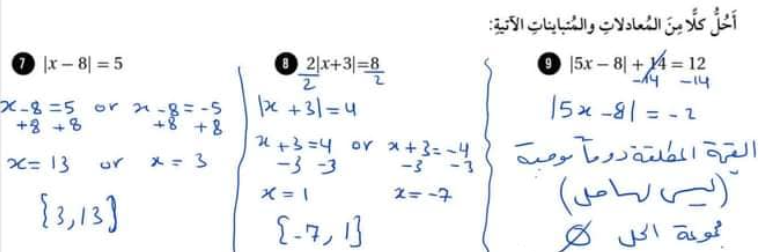 أَحُلُّ كلًّا مِنَ المُعادلاتِ والمُتبايناتِ الآتيةِ:
7 |x − 8| = 5
x - 8 = 5 or x - 8 = -5
+8 +8 +8 +8
x = 13 or x = 3
{3, 13}
8 2|x+3|=8
2 2
|x + 3| = 4
x + 3 = 4 or x + 3 = -4
-3 -3 -3 -3
x = 1 x = -7
{-7, 1}
9 |5x − 8| + 14 = 12
-14 -14
|5x - 8| = -2
القيمة المطلقة دوماً موجبة
(ليس لها حل)
مجموعة الحل ∅